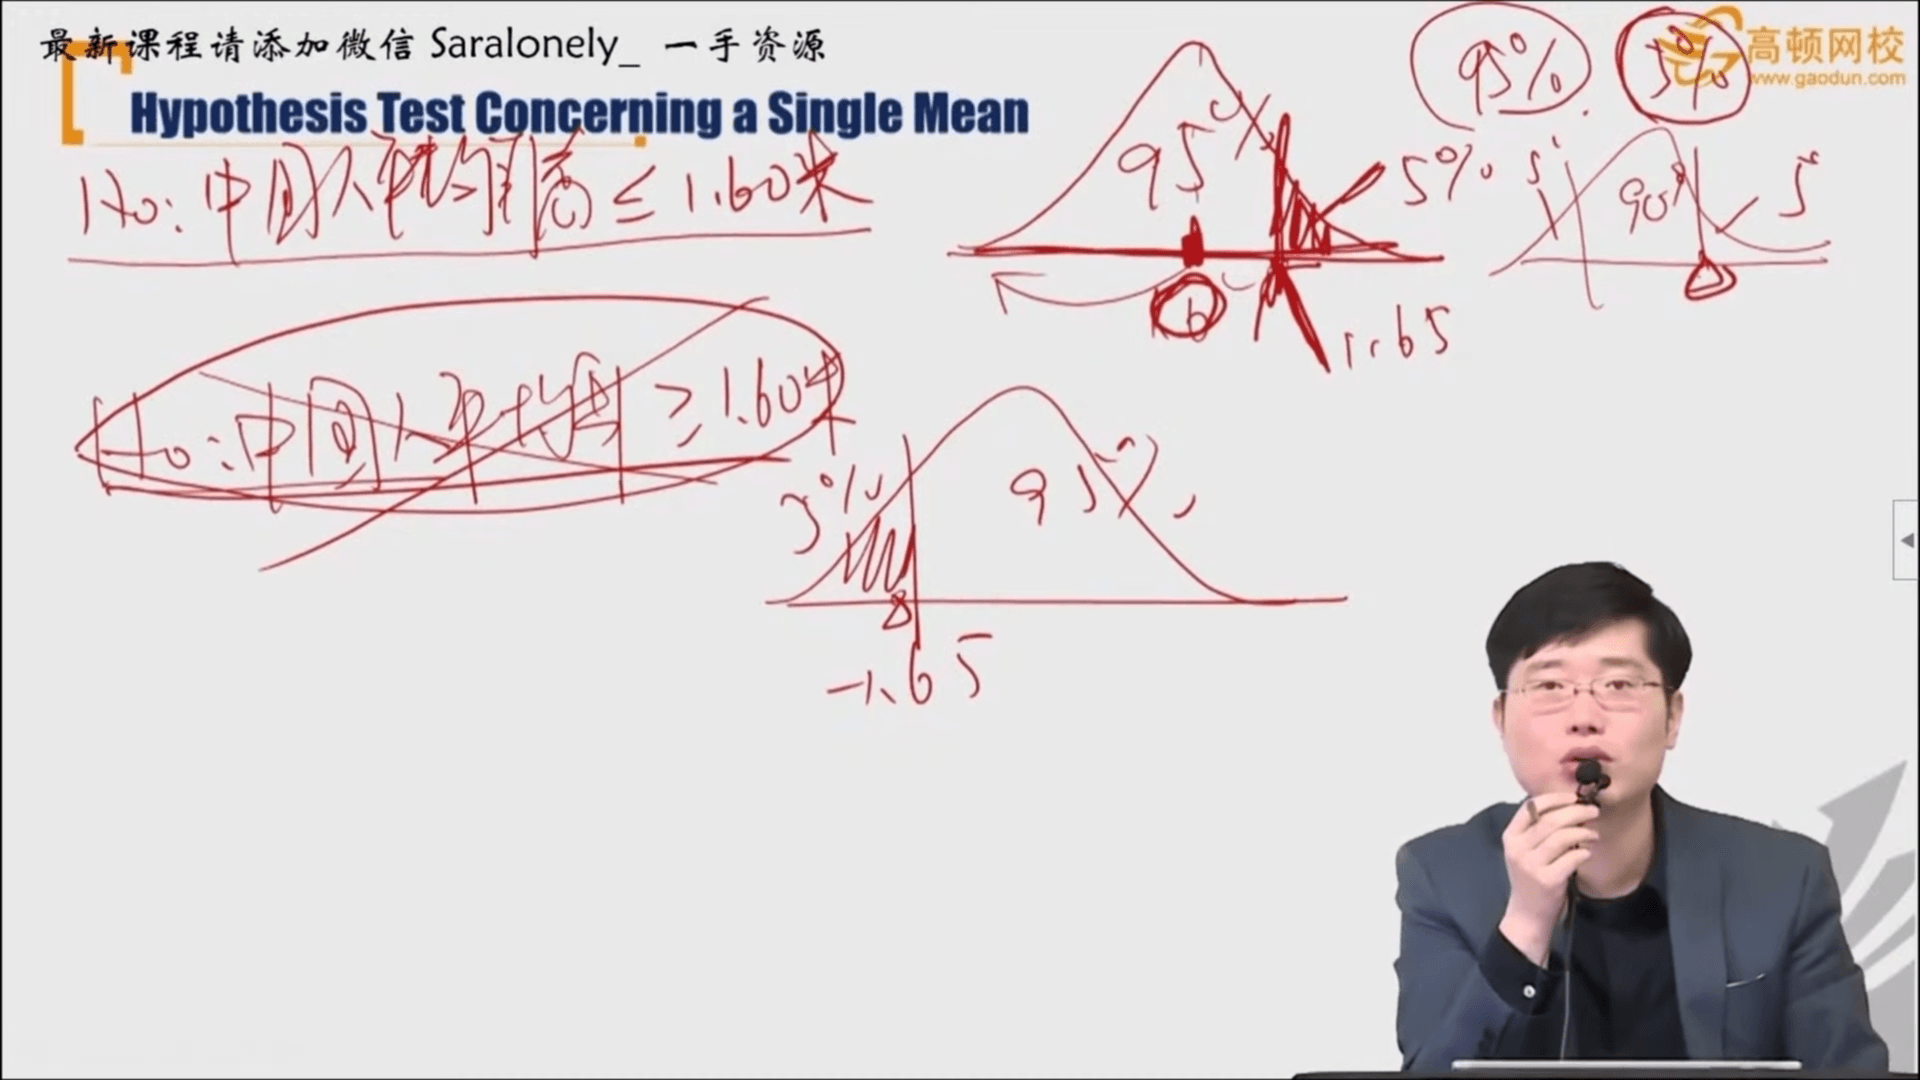 最新课程请添加微信 Saralonely_ 一手资源
高顿网校
www.gaodun.com
Hypothesis Test Concerning a Single Mean
95% 5%
H0: 中国人平均身高 ≤ 1.60米
95% 5%
5 90% 5
1.65
H0: 中国人平均身高 ≥ 1.60米
5% 95%
-1.65